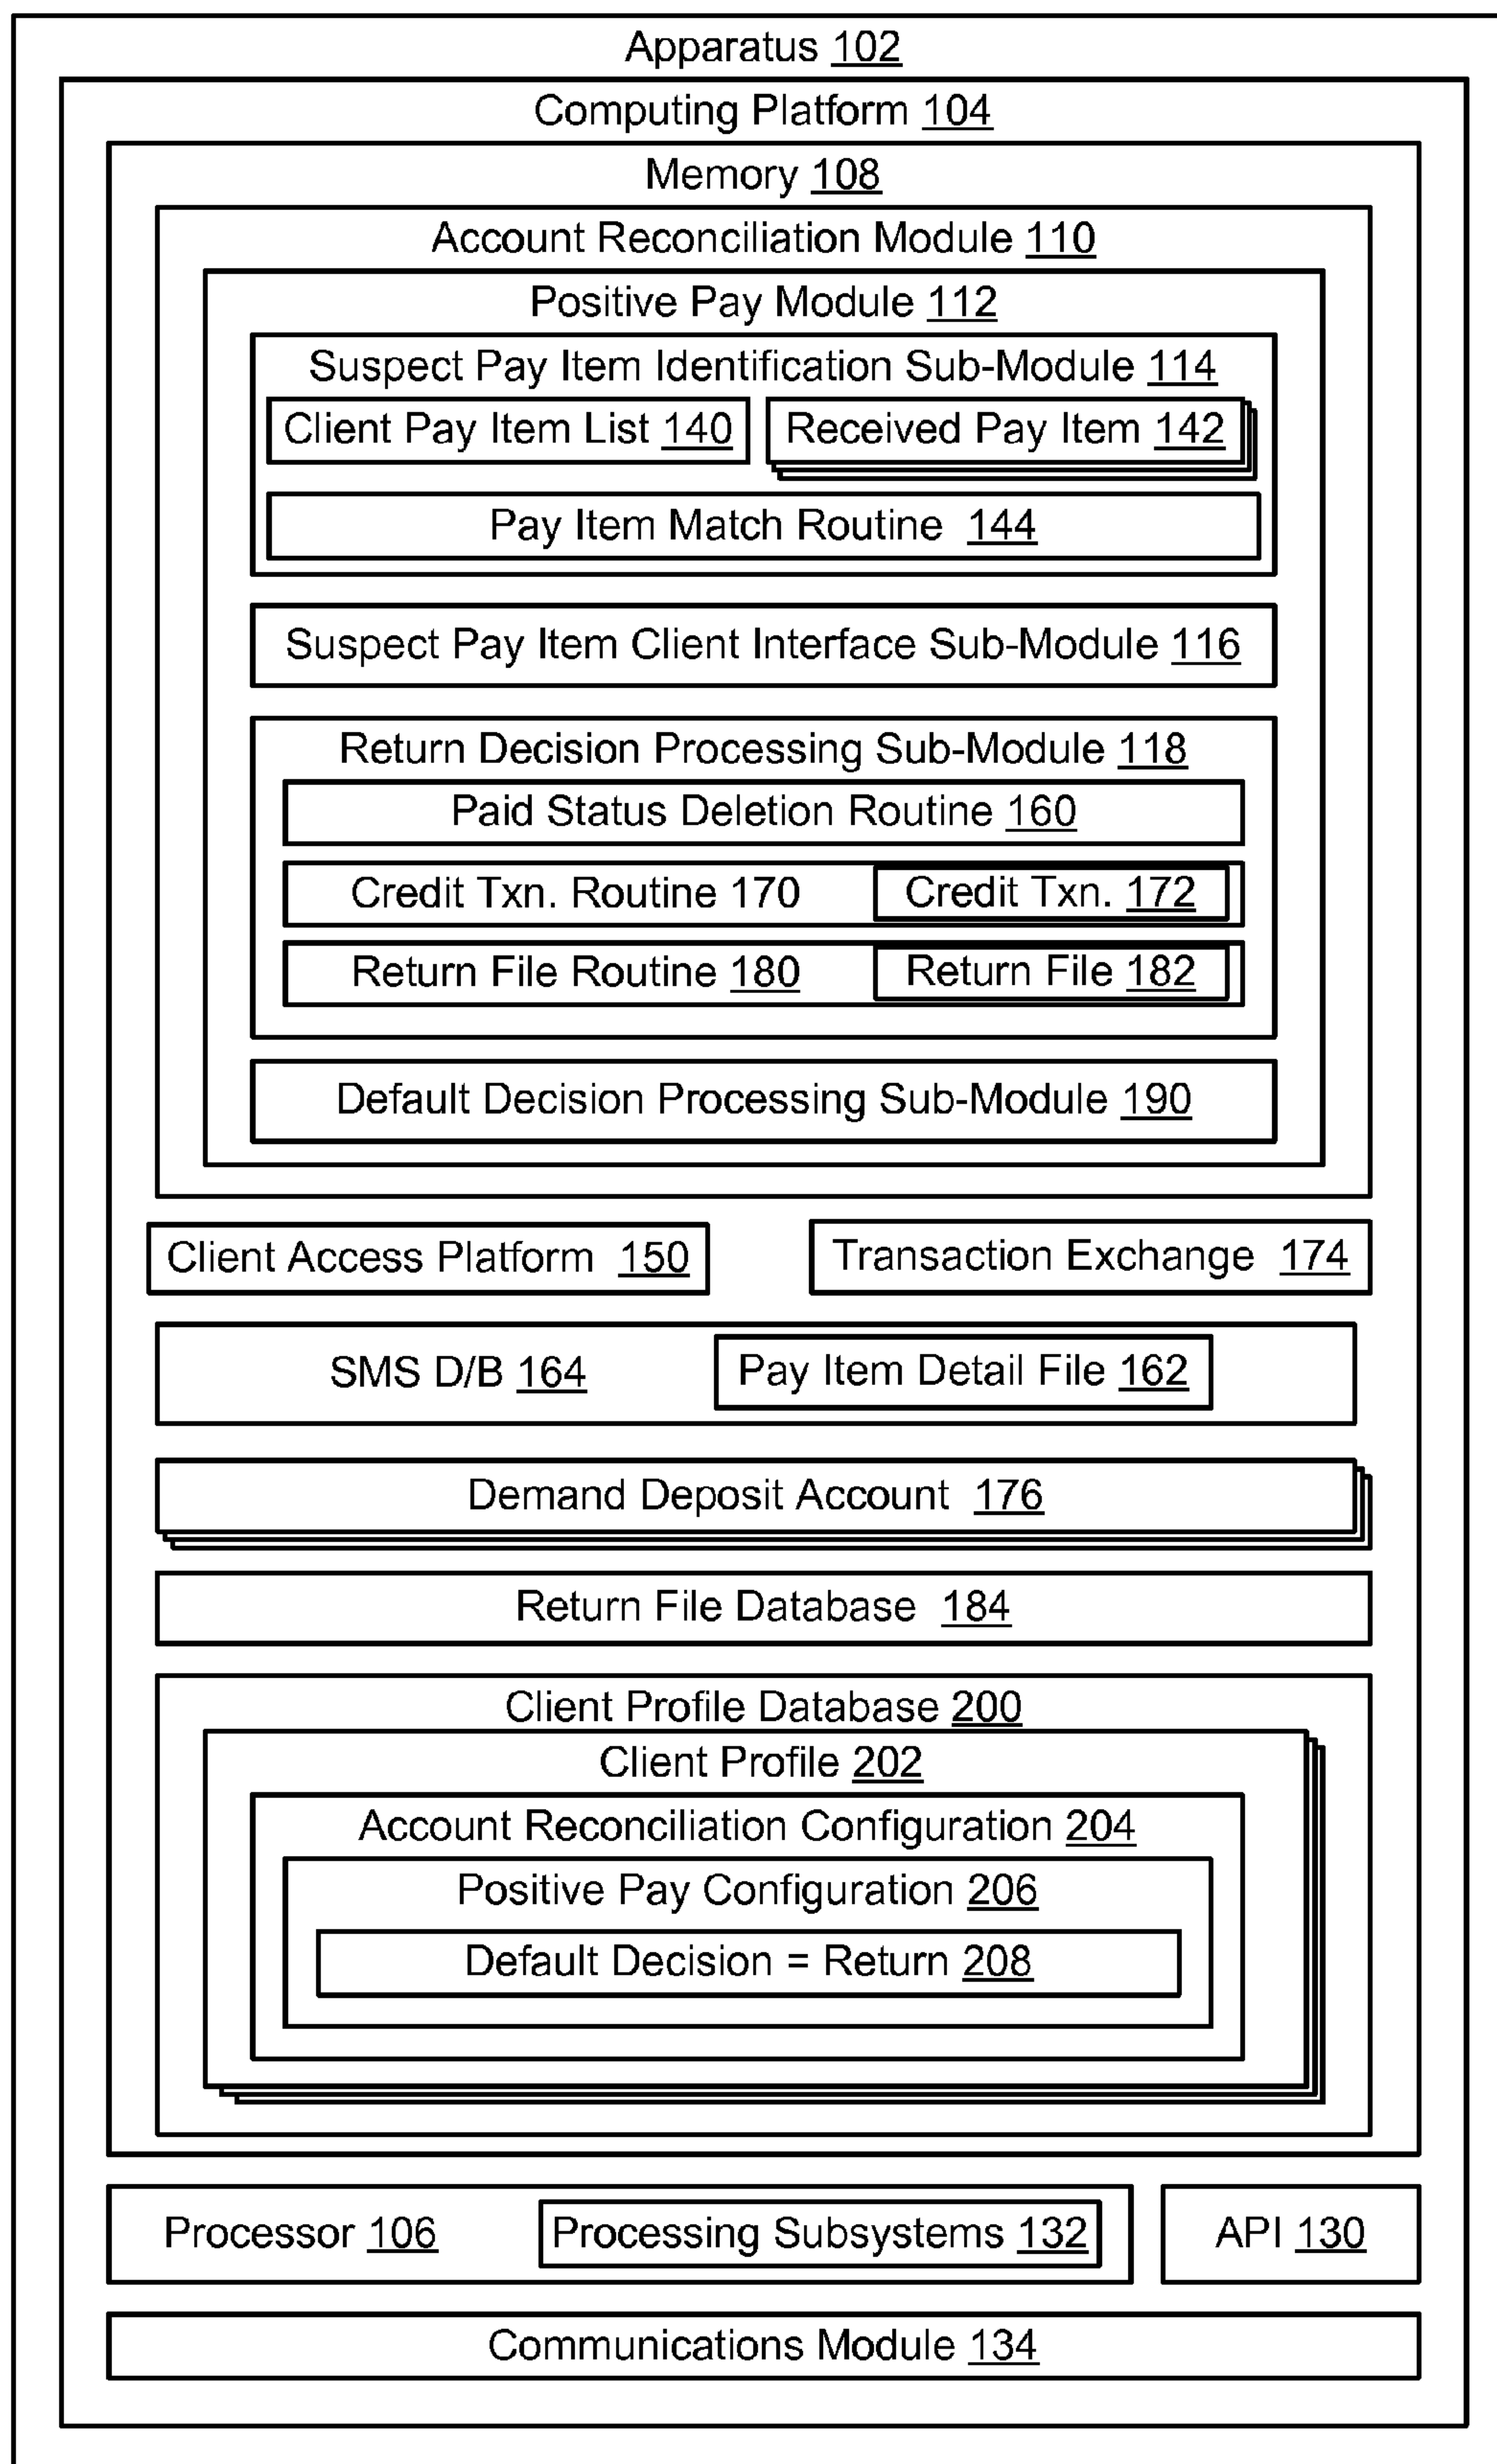 Apparatus 102
Computing Platform 104
Memory 108
Account Reconciliation Module 110
Positive Pay Module 112
Suspect Pay Item Identification Sub-Module 114
Client Pay Item List 140
Received Pay Item 142
Pay Item Match Routine 144
Suspect Pay Item Client Interface Sub-Module 116
Return Decision Processing Sub-Module 118
Paid Status Deletion Routine 160
Credit Txn. Routine 170
Credit Txn. 172
Return File Routine 180
Return File 182
Default Decision Processing Sub-Module 190
Client Access Platform 150
Transaction Exchange 174
SMS D/B 164
Pay Item Detail File 162
Demand Deposit Account 176
Return File Database 184
Client Profile Database 200
Client Profile 202
Account Reconciliation Configuration 204
Positive Pay Configuration 206
Default Decision = Return 208
Processor 106
Processing Subsystems 132
API 130
Communications Module 134